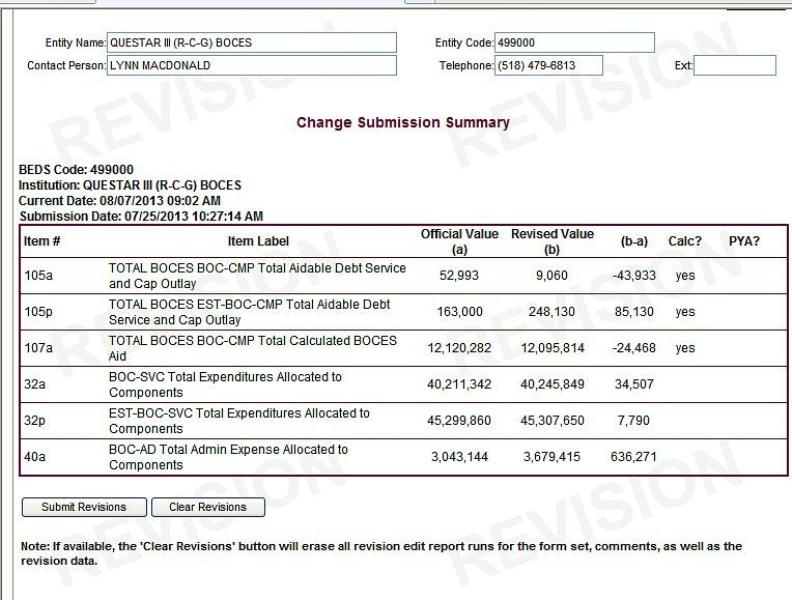 Entity Name: QUESTAR III (R-C-G) BOCES Entity Code: 499000
Contact Person: LYNN MACDONALD Telephone: (518) 479-6813 Ext:
REVISION REVISION
Change Submission Summary
BEDS Code: 499000
Institution: QUESTAR III (R-C-G) BOCES
Current Date: 08/07/2013 09:02 AM
Submission Date: 07/25/2013 10:27:14 AM
Item # Item Label Official Value (a) Revised Value (b) (b-a) Calc? PYA?
105a TOTAL BOCES BOC-CMP Total Aidable Debt Service 52,993 9,060 -43,933 yes
and Cap Outlay
105p TOTAL BOCES EST-BOC-CMP Total Aidable Debt 163,000 248,130 85,130 yes
Service and Cap Outlay
107a TOTAL BOCES BOC-CMP Total Calculated BOCES 12,120,282 12,095,814 -24,468 yes
Aid
REVISION REVISION
32a BOC-SVC Total Expenditures Allocated to 40,211,342 40,245,849 34,507
Components
32p EST-BOC-SVC Total Expenditures Allocated to 45,299,860 45,307,650 7,790
Components
40a BOC-AD Total Admin Expense Allocated to 3,043,144 3,679,415 636,271
Components
Submit Revisions Clear Revisions
REVISION REVISION
Note: If available, the 'Clear Revisions' button will erase all revision edit report runs for the form set, comments, as well as the
revision data.